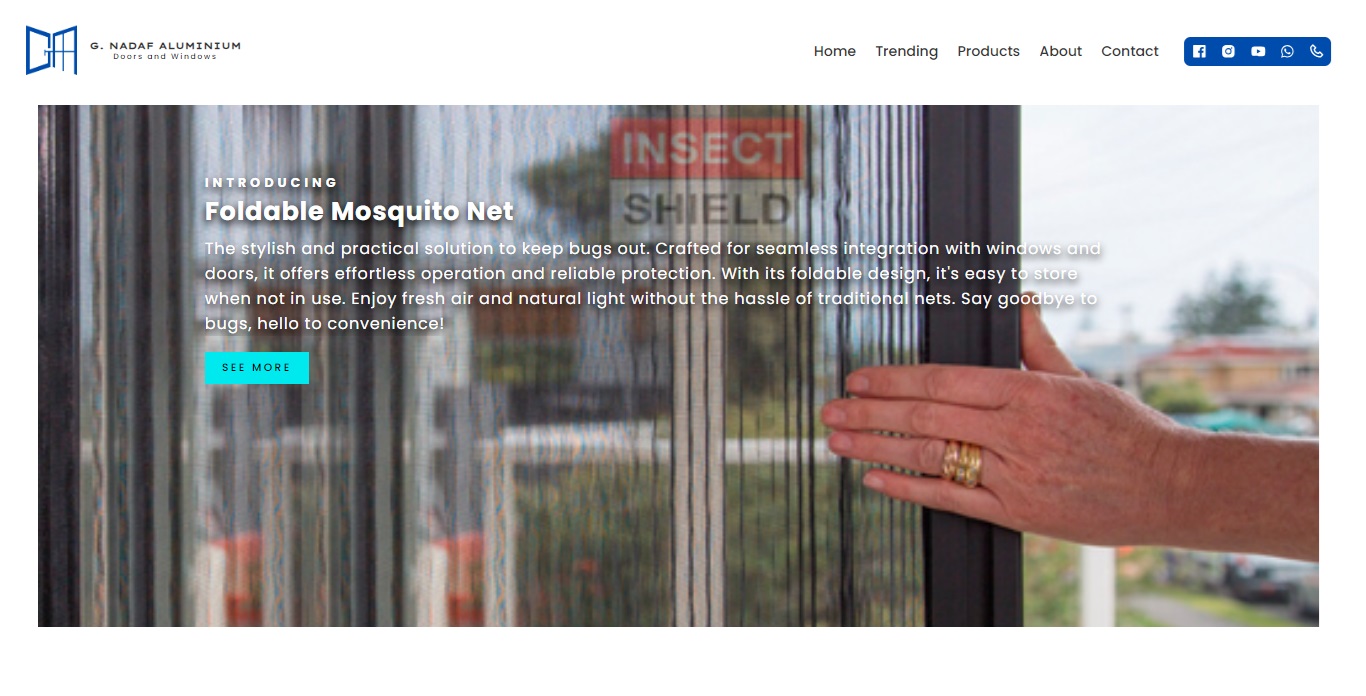 G. NADAF ALUMINIUM
Doors and Windows
Home Trending Products About Contact
INSECT
SHIELD
INTRODUCING
Foldable Mosquito Net
The stylish and practical solution to keep bugs out. Crafted for seamless integration with windows and
doors, it offers effortless operation and reliable protection. With its foldable design, it's easy to store
when not in use. Enjoy fresh air and natural light without the hassle of traditional nets. Say goodbye to
bugs, hello to convenience!
SEE MORE